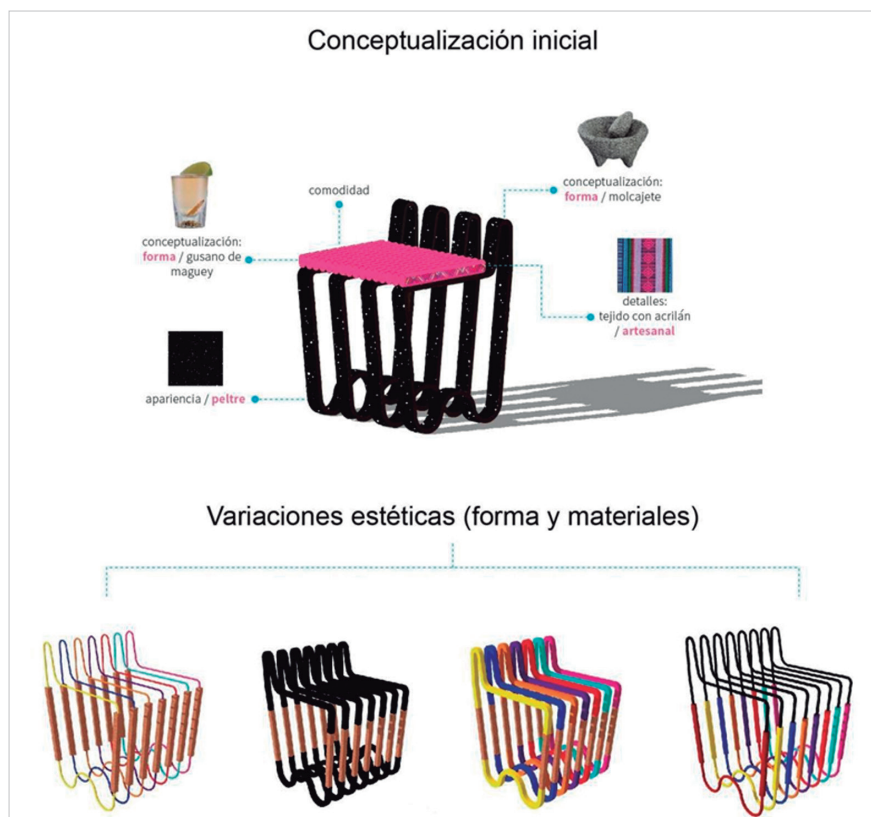 Conceptualización inicial
comodidad
conceptualización:
forma / gusano de
maguey
apariencia / peltre
conceptualización:
forma / molcajete
detalles:
tejido con acrilán
/ artesanal
Variaciones estéticas (forma y materiales)